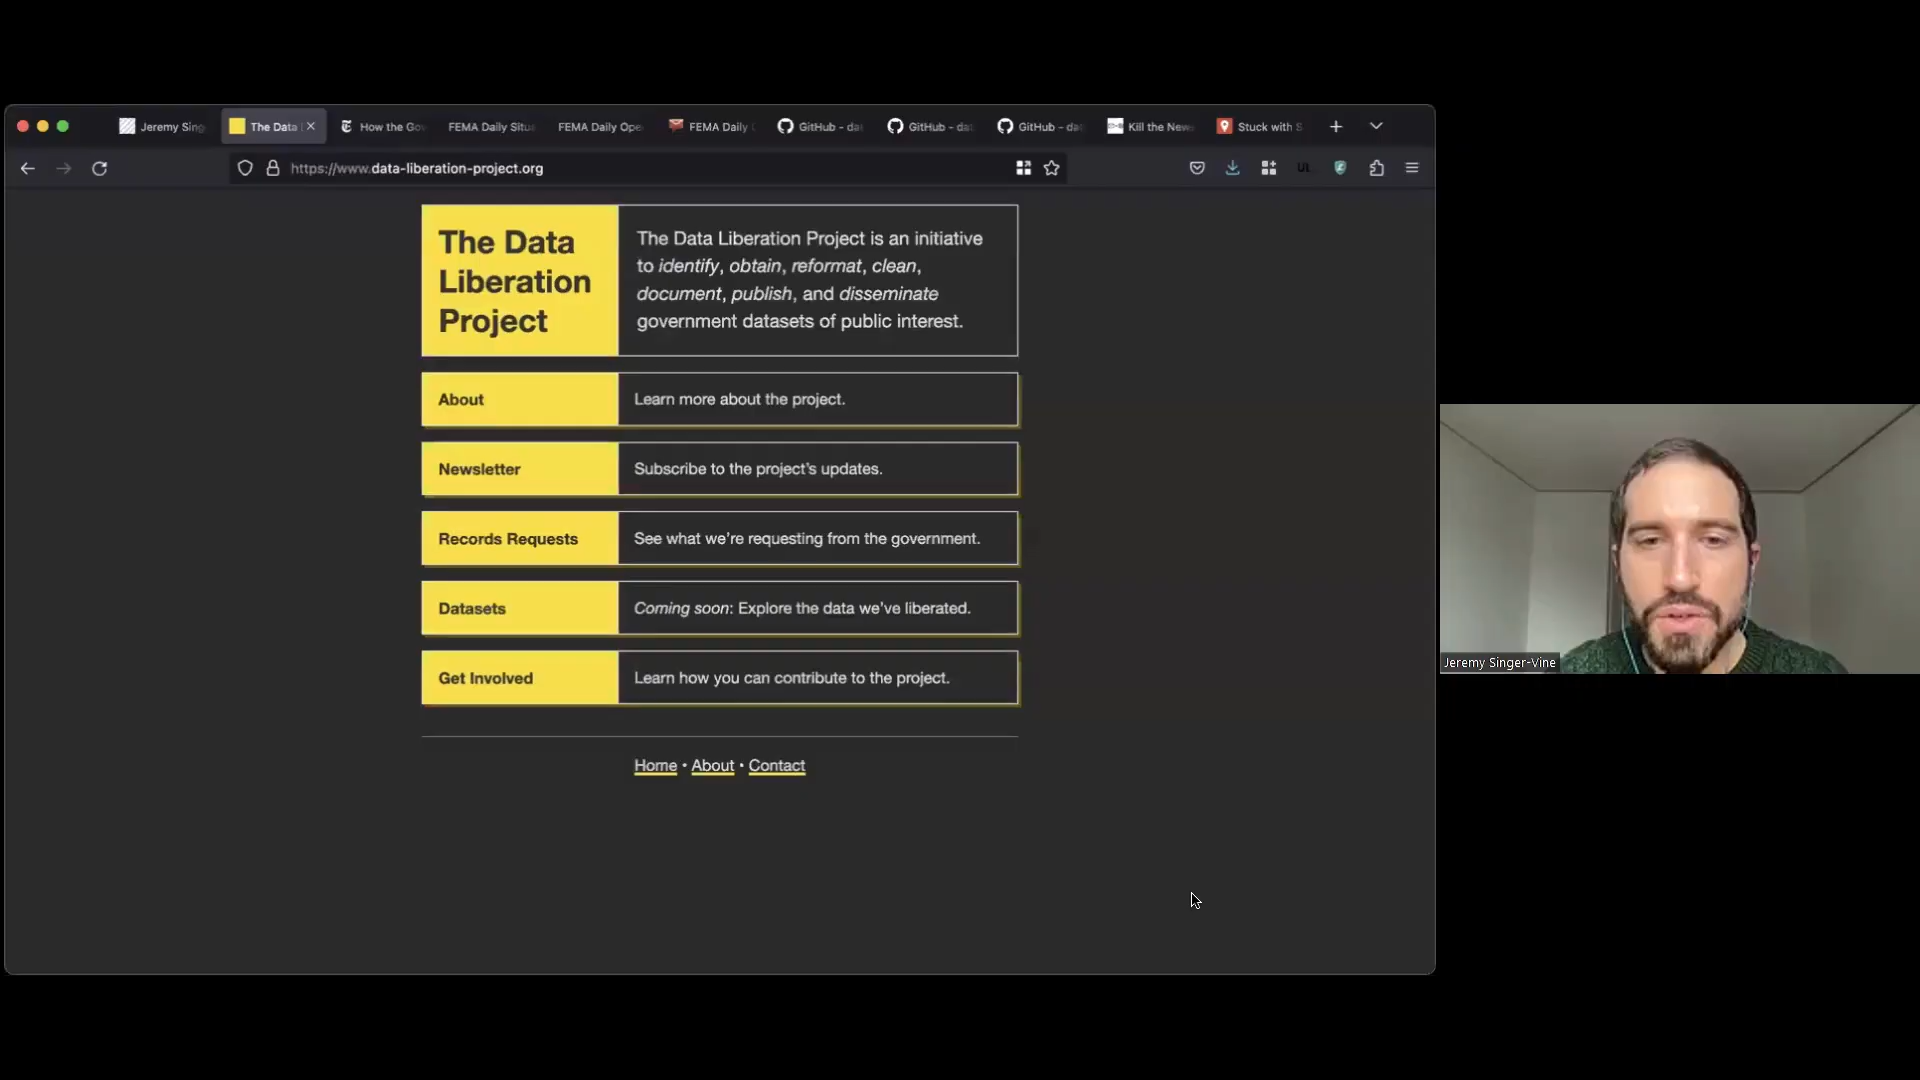 Jeremy Sing
The Data
How the Gov
FEMA Daily Situ
FEMA Daily Ope
FEMA Daily
GitHub - da
GitHub - da
GitHub - da
Kill the News
Stuck with S
https://www.data-liberation-project.org
The Data
Liberation
Project
The Data Liberation Project is an initiative
to identify, obtain, reformat, clean,
document, publish, and disseminate
government datasets of public interest.
About
Learn more about the project.
Newsletter
Subscribe to the project's updates.
Records Requests
See what we're requesting from the government.
Datasets
Coming soon: Explore the data we've liberated.
Get Involved
Learn how you can contribute to the project.
Home • About • Contact
Jeremy Singer-Vine